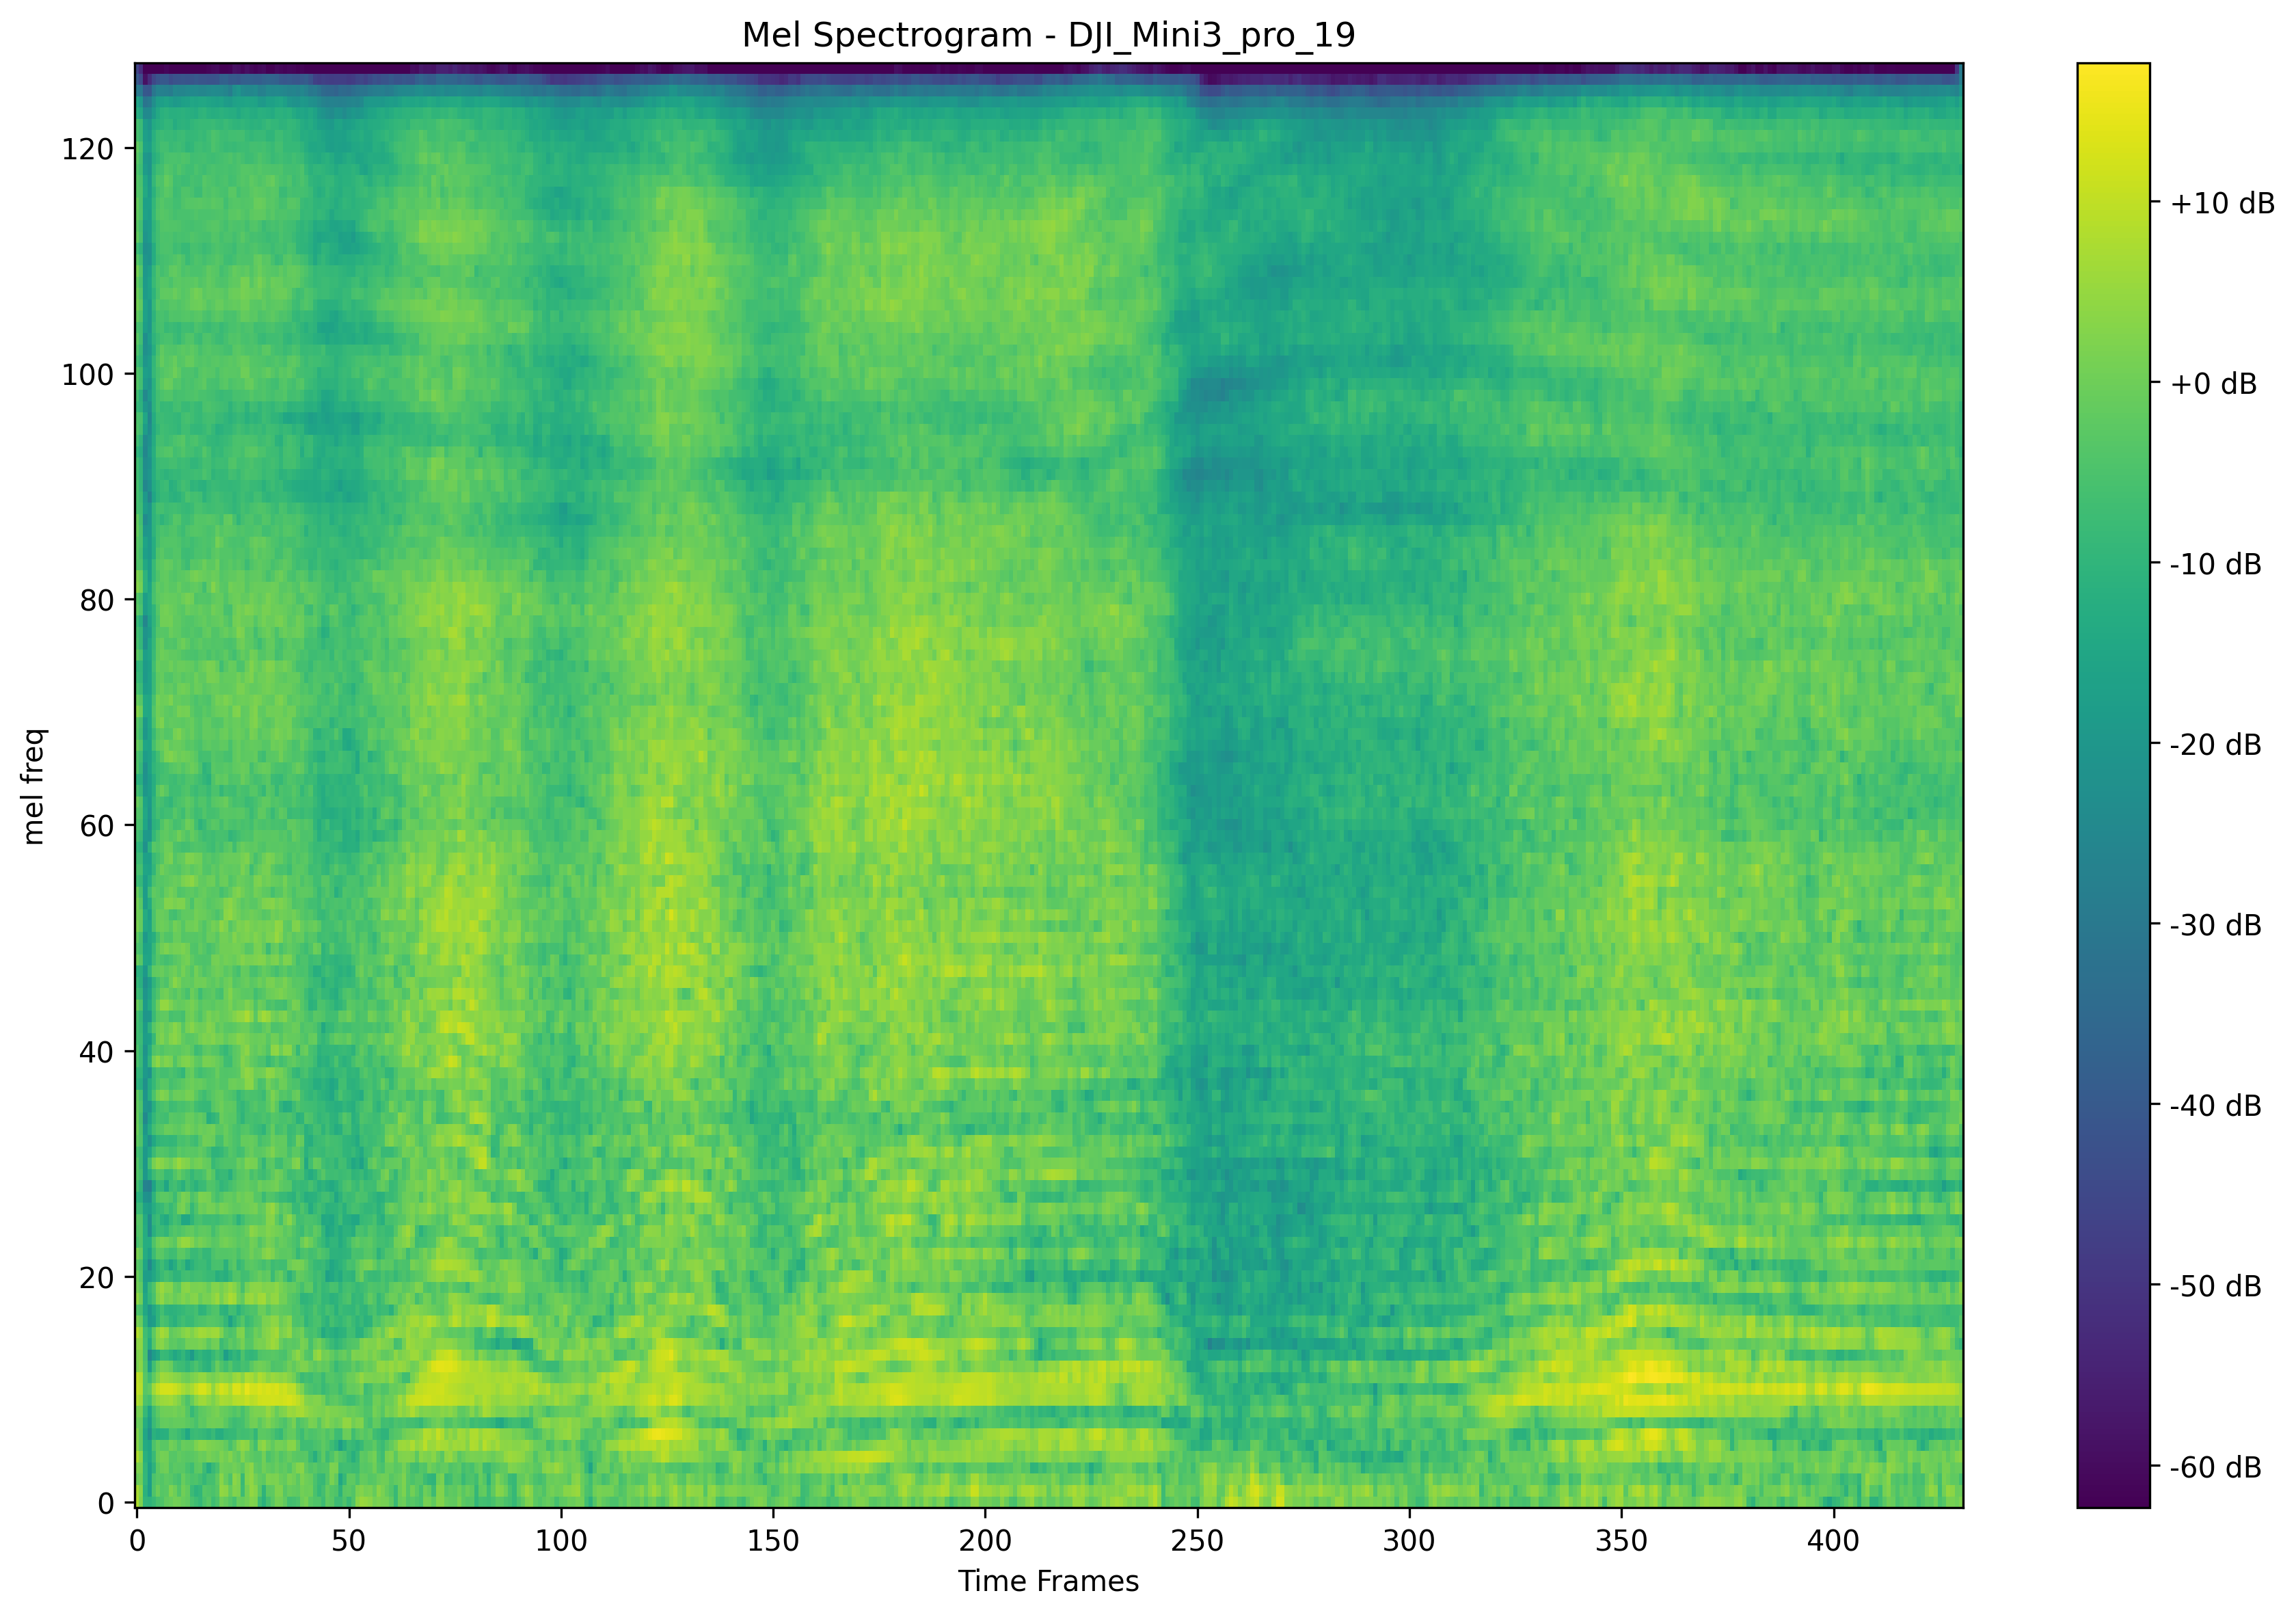 Mel Spectrogram - DJI_Mini3_pro_19
mel freq
120
100
80
60
40
20
0
0 50 100 150 200 250 300 350 400
Time Frames
+10 dB
+0 dB
-10 dB
-20 dB
-30 dB
-40 dB
-50 dB
-60 dB